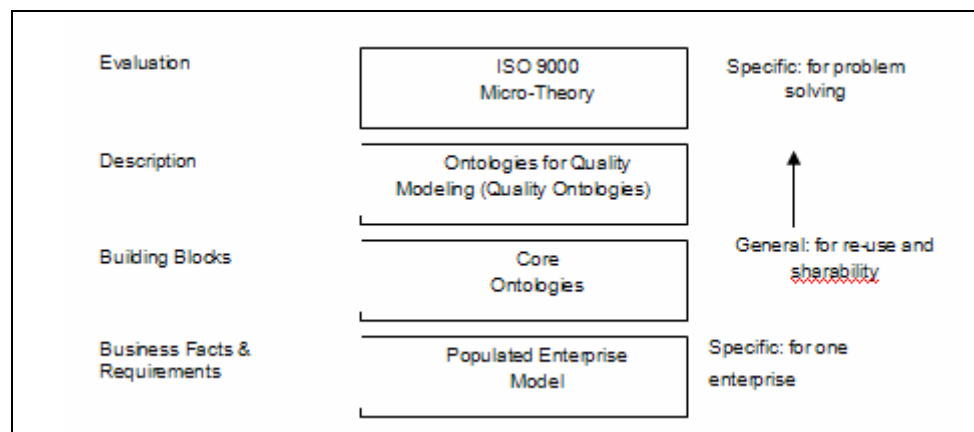 Evaluation
ISO 9000
Micro-Theory
Specific: for problem
solving
Description
Ontologies for Quality
Modeling (Quality Ontologies)
Building Blocks
Core
Ontologies
General: for re-use and
sharability
Business Facts &
Requirements
Populated Enterprise
Model
Specific: for one
enterprise